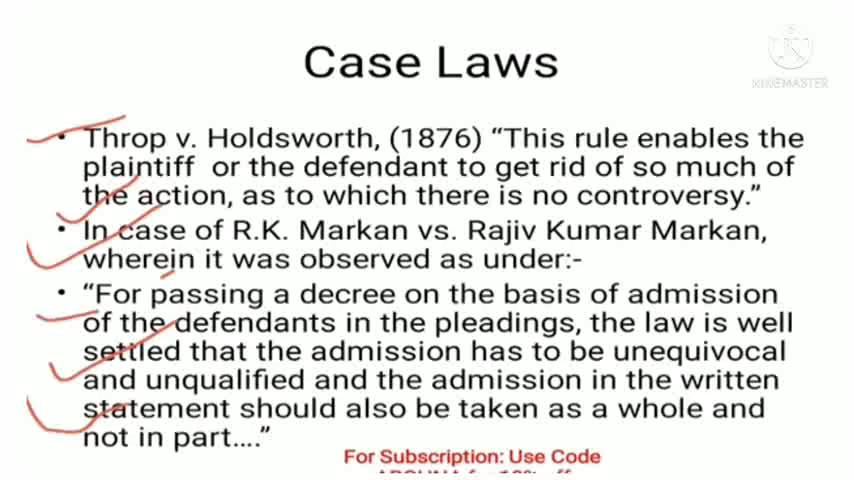 Case Laws
KINEMASTER
• Throp v. Holdsworth, (1876) “This rule enables the
plaintiff or the defendant to get rid of so much of
the action, as to which there is no controversy.”
• In case of R.K. Markan vs. Rajiv Kumar Markan,
wherein it was observed as under:-
• “For passing a decree on the basis of admission
of the defendants in the pleadings, the law is well
settled that the admission has to be unequivocal
and unqualified and the admission in the written
statement should also be taken as a whole and
not in part....”
For Subscription: Use Code